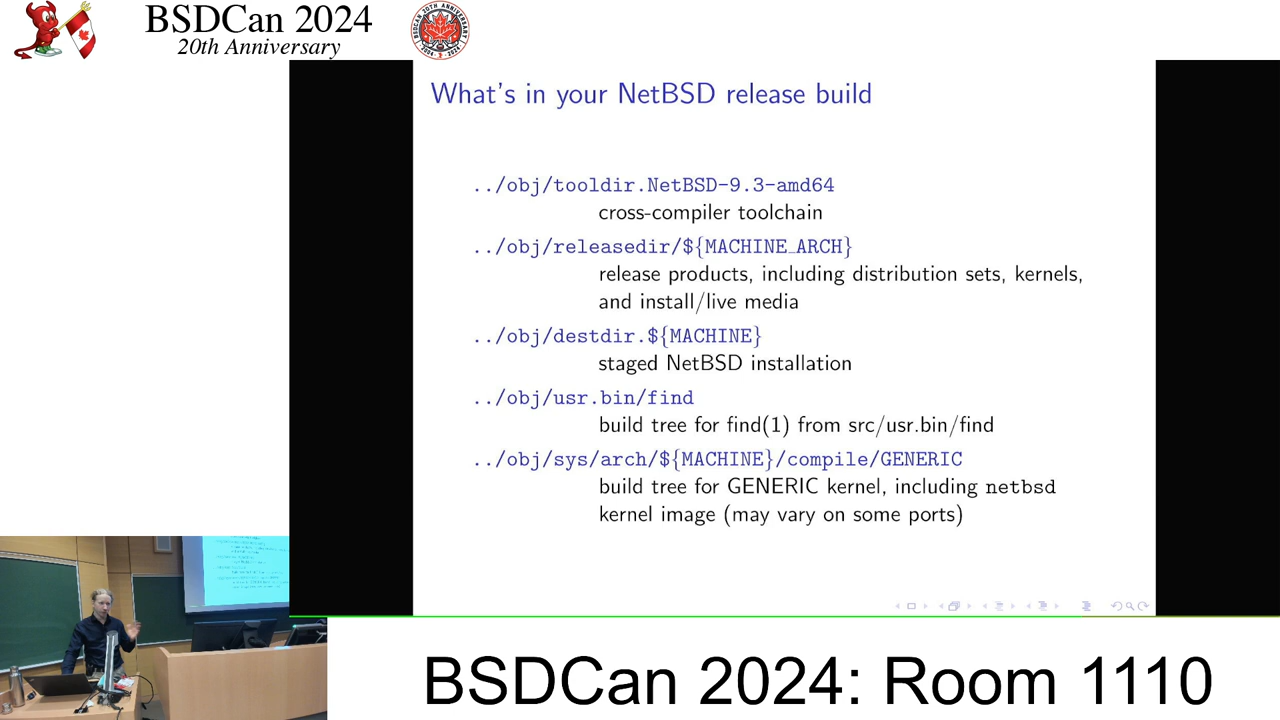 BSDCan 2024
20th Anniversary
BSDCAN 20TH ANNIVERSARY
What's in your NetBSD release build
../obj/tooldir.NetBSD-9.3-amd64
cross-compiler toolchain
../obj/releasedir/${MACHINE_ARCH}
release products, including distribution sets, kernels,
and install/live media
../obj/destdir.${MACHINE}
staged NetBSD installation
../obj/usr.bin/find
build tree for find(1) from src/usr.bin/find
../obj/sys/arch/${MACHINE}/compile/GENERIC
build tree for GENERIC kernel, including netbsd
kernel image (may vary on some ports)
BSDCan 2024: Room 1110